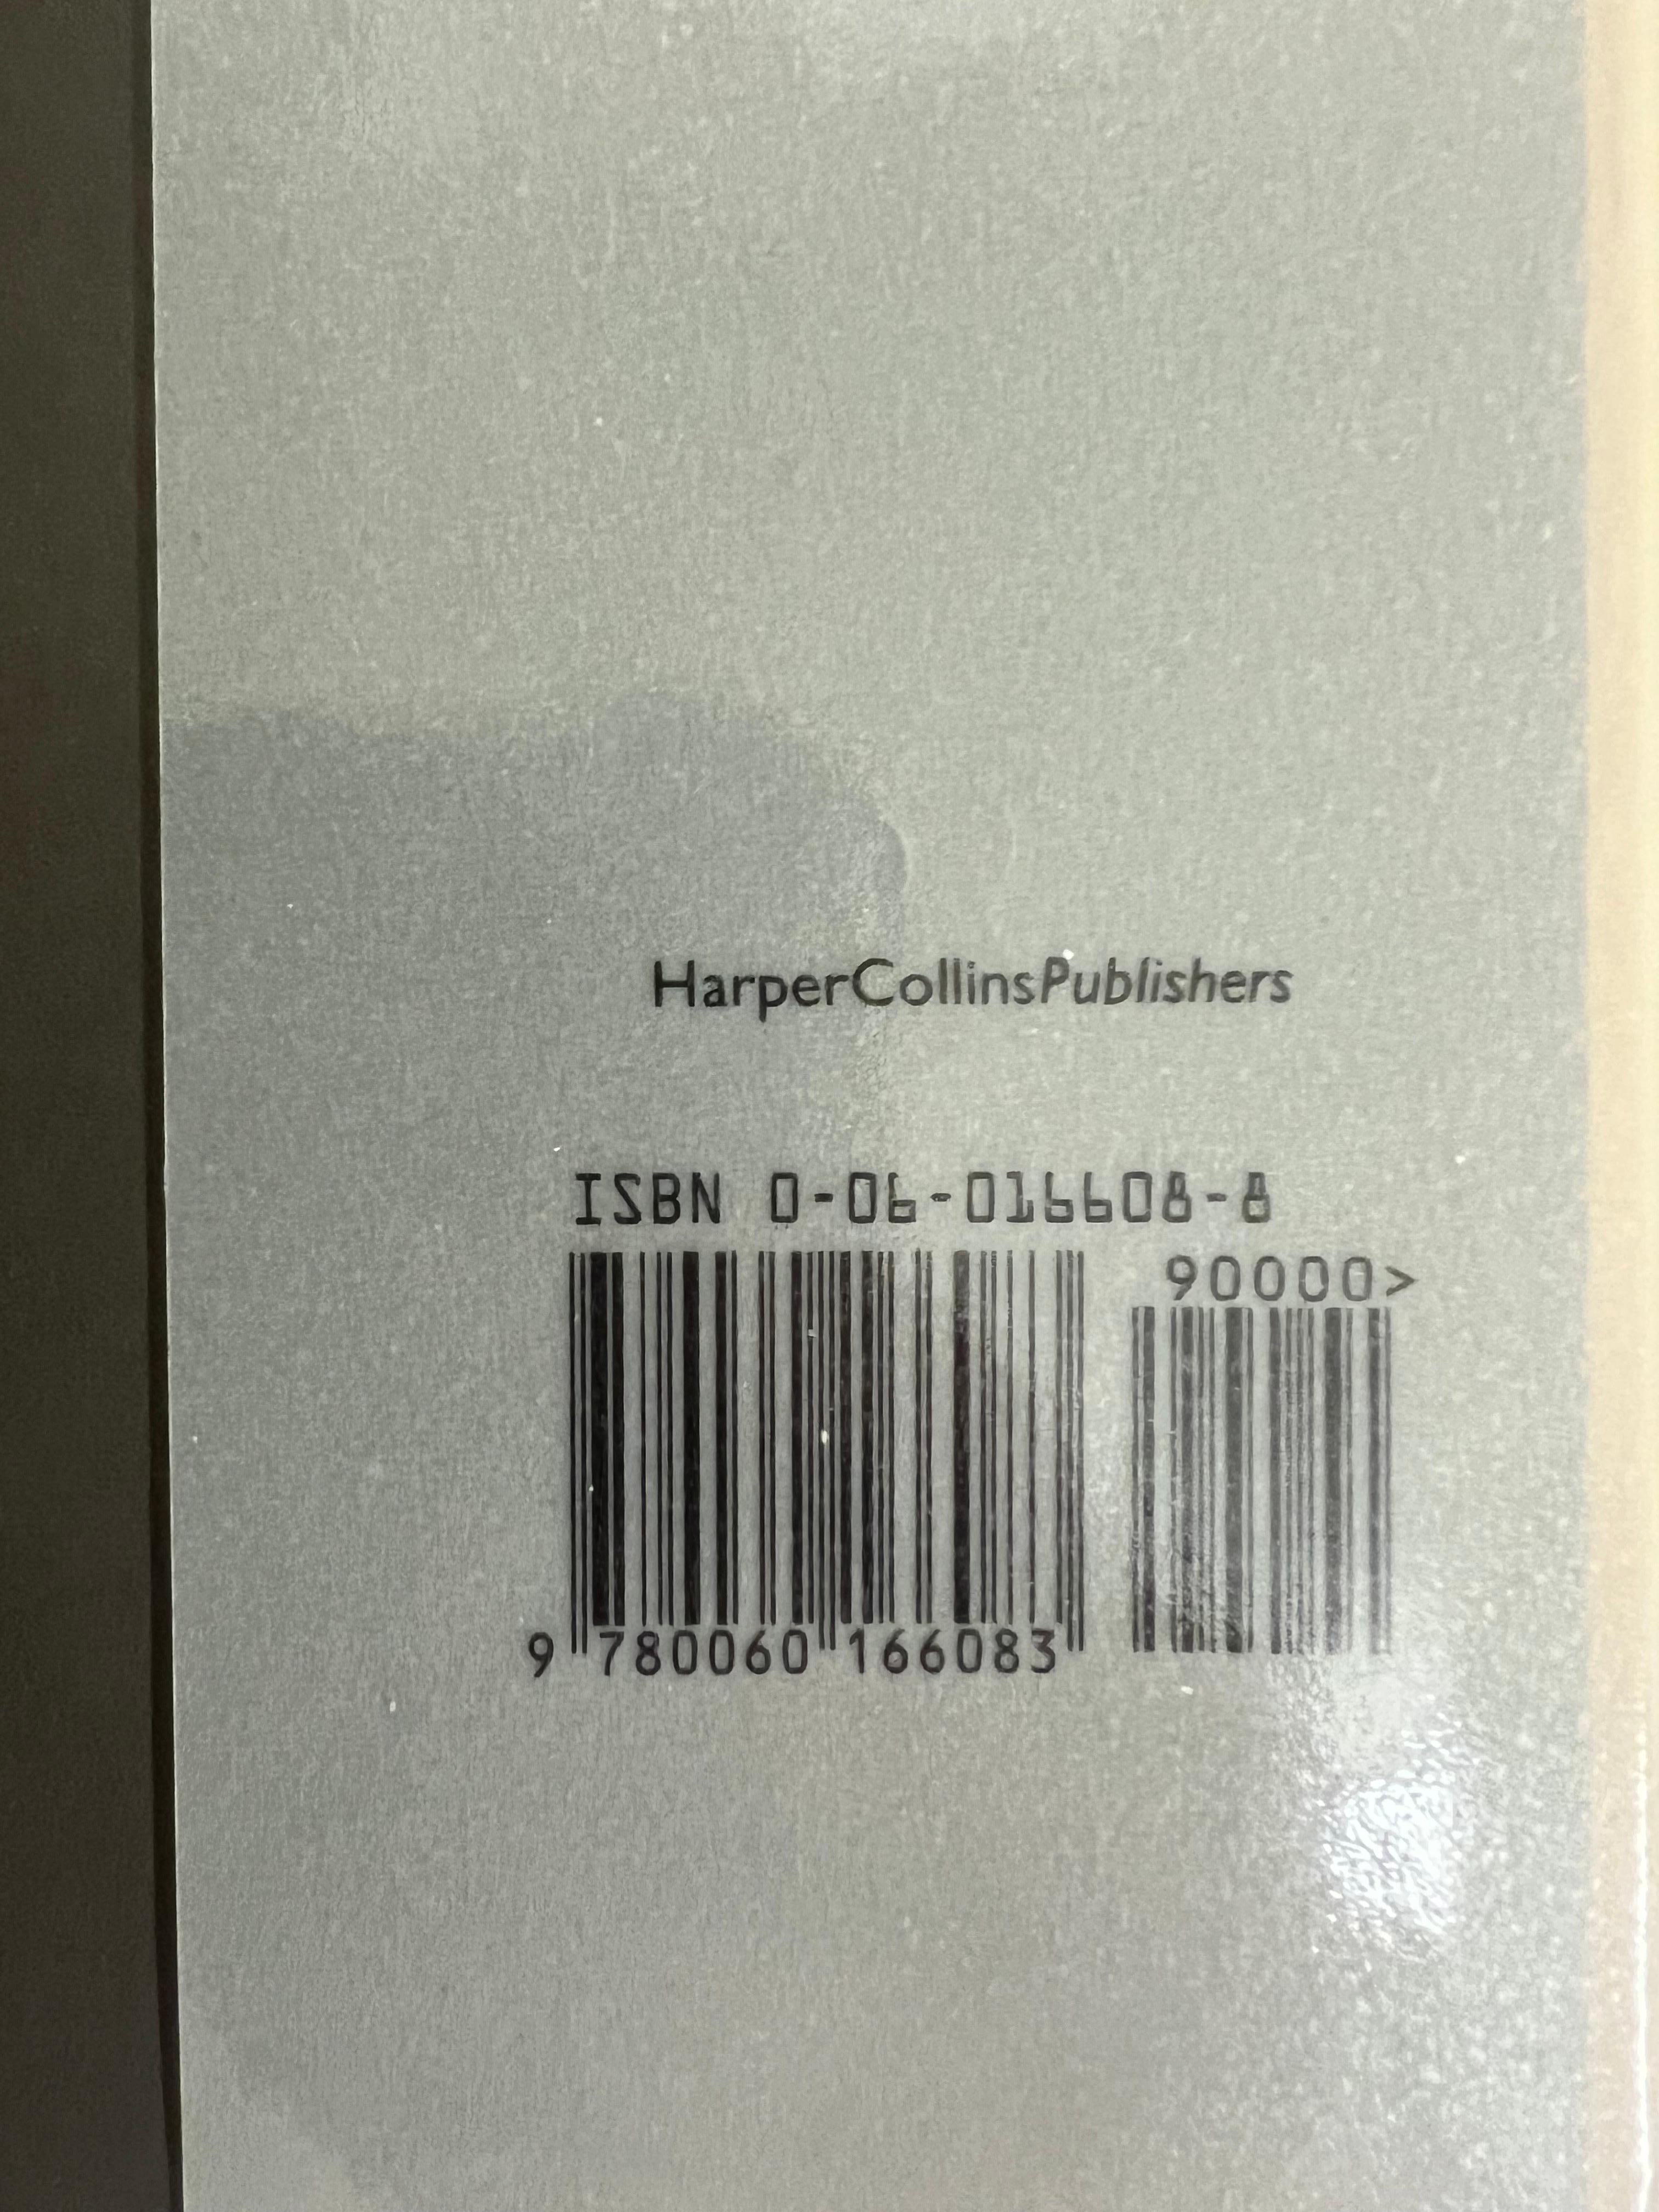 HarperCollinsPublishers
ISBN 0-06-016608-8
90000>
9 780060 166083